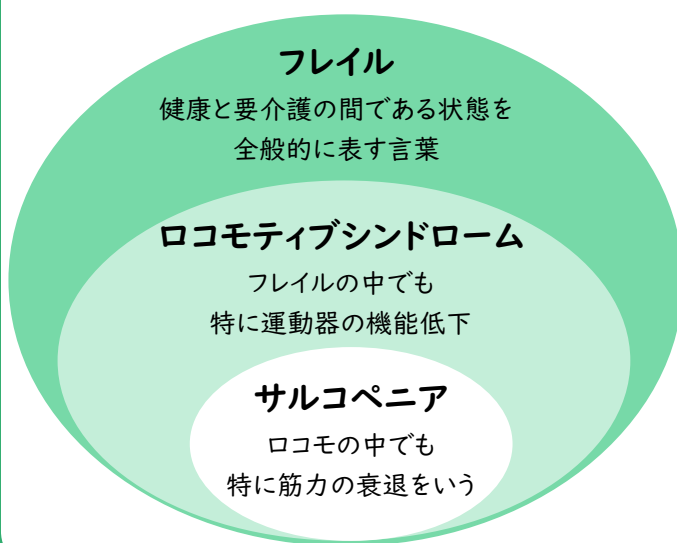 フレイル
健康と要介護の間である状態を
全般的に表す言葉
ロコモティブシンドローム
フレイルの中でも
特に運動器の機能低下
サルコペニア
ロコモの中でも
特に筋力の衰退をいう